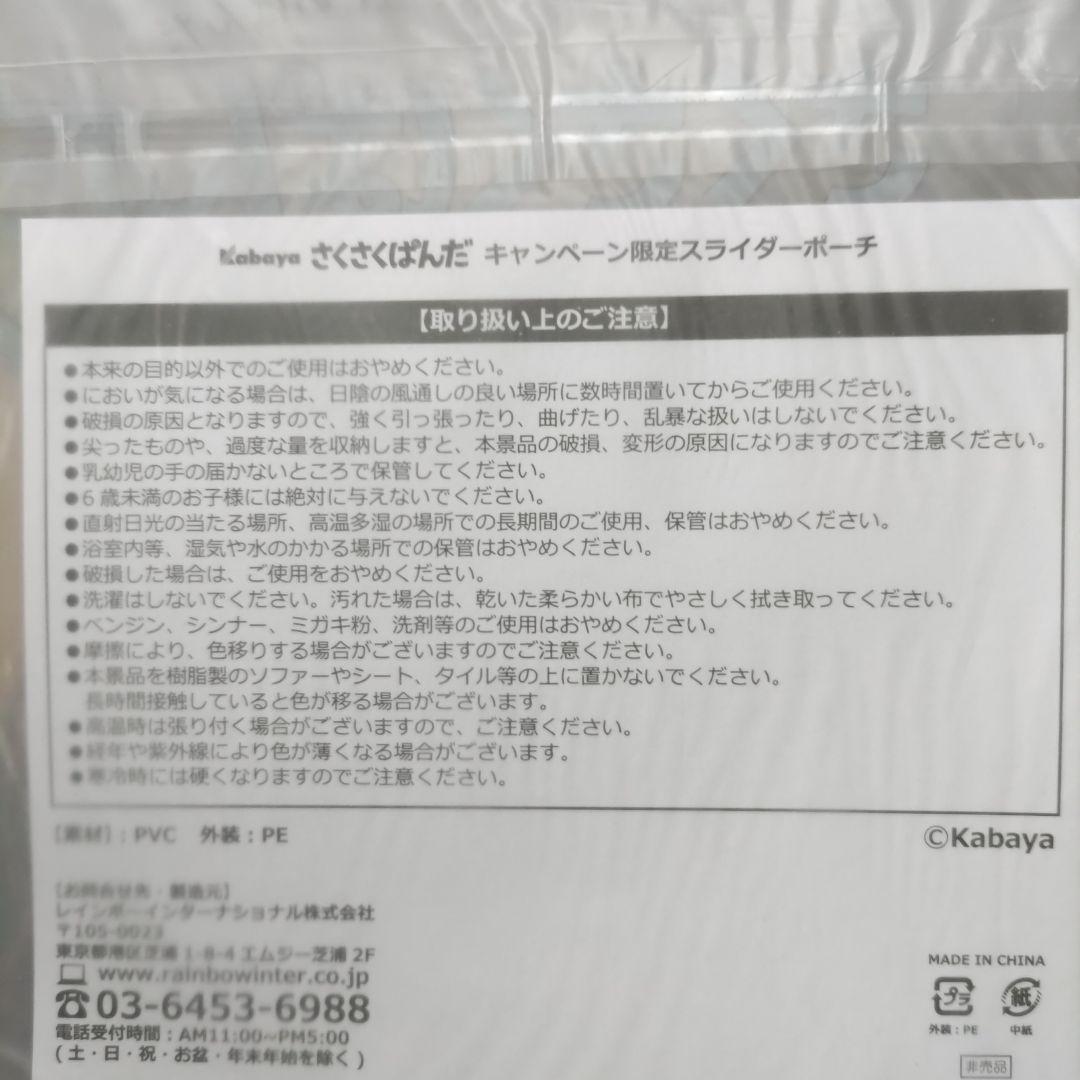 Kabaya さくさくぱんだ キャンペーン限定スライダーポーチ
【取り扱い上のご注意】
●本来の目的以外でのご使用はおやめください。
●においが気になる場合は、日陰の風通しの良い場所に数時間置いてからご使用ください。
●破損の原因となりますので、強く引っ張ったり、曲げたり、乱暴な扱いはしないでください。
●尖ったものや、過度な量を収納しますと、本景品の破損、変形の原因になりますのでご注意ください。
●乳幼児の手の届かないところで保管してください。
●6歳未満のお子様には絶対に与えないでください。
●直射日光の当たる場所、高温多湿の場所での長期間のご使用、保管はおやめください。
●浴室内等、湿気や水のかかる場所での保管はおやめください。
●破損した場合は、ご使用をおやめください。
●洗濯はしないでください。汚れた場合は、乾いた柔らかい布でやさしく拭き取ってください。
●ベンジン、シンナー、ミガキ粉、洗剤等のご使用はおやめください。
●摩擦により、色移りする場合がございますのでご注意ください。
●本景品を樹脂製のソファーやシート、タイル等の上に置かないでください。
長時間接触していると色が移る場合がございます。
●高温時は張り付く場合がございますので、ご注意ください。
●経年や紫外線により色が薄くなる場合がございます。
●寒冷時には硬くなりますのでご注意ください。
［素材］：PVC 外装：PE
©Kabaya
［お問合せ先・製造元］
レインボーインターナショナル株式会社
〒105-0023
東京都港区芝浦 1-8-4 エムジー芝浦 2F
www.rainbowinter.co.jp
☎03-6453-6988
電話受付時間：AM11:00~PM5:00
(土・日・祝・お盆・年末年始を除く)
MADE IN CHINA
プラ 紙
外装：PE 中紙
非売品